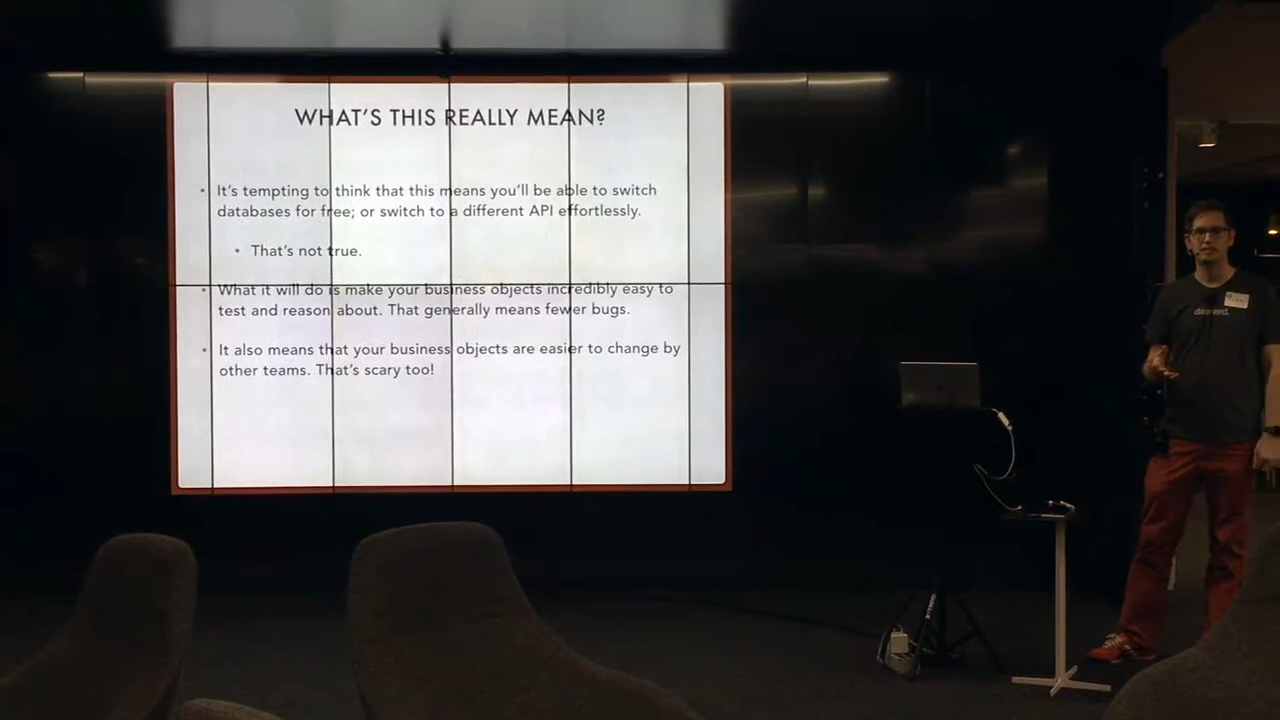 WHAT'S THIS REALLY MEAN?
• It's tempting to think that this means you'll be able to switch
databases for free; or switch to a different API effortlessly.
• That's not true.
• What it will do is make your business objects incredibly easy to
test and reason about. That generally means fewer bugs.
• It also means that your business objects are easier to change by
other teams. That's scary too!